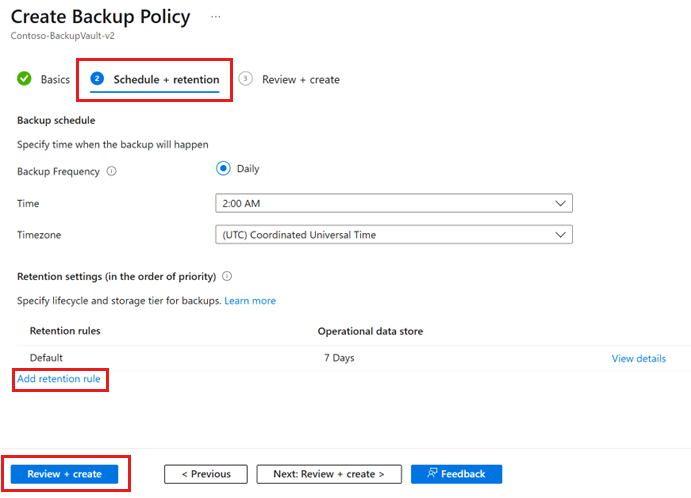 Create Backup Policy ...
Contoso-BackupVault-v2
Basics 2 Schedule + retention 3 Review + create
Backup schedule
Specify time when the backup will happen
Backup Frequency Daily
Time 2:00 AM
Timezone (UTC) Coordinated Universal Time
Retention settings (in the order of priority)
Specify lifecycle and storage tier for backups. Learn more
Retention rules Operational data store
Default 7 Days View details
Add retention rule
Review + create < Previous Next: Review + create > Feedback